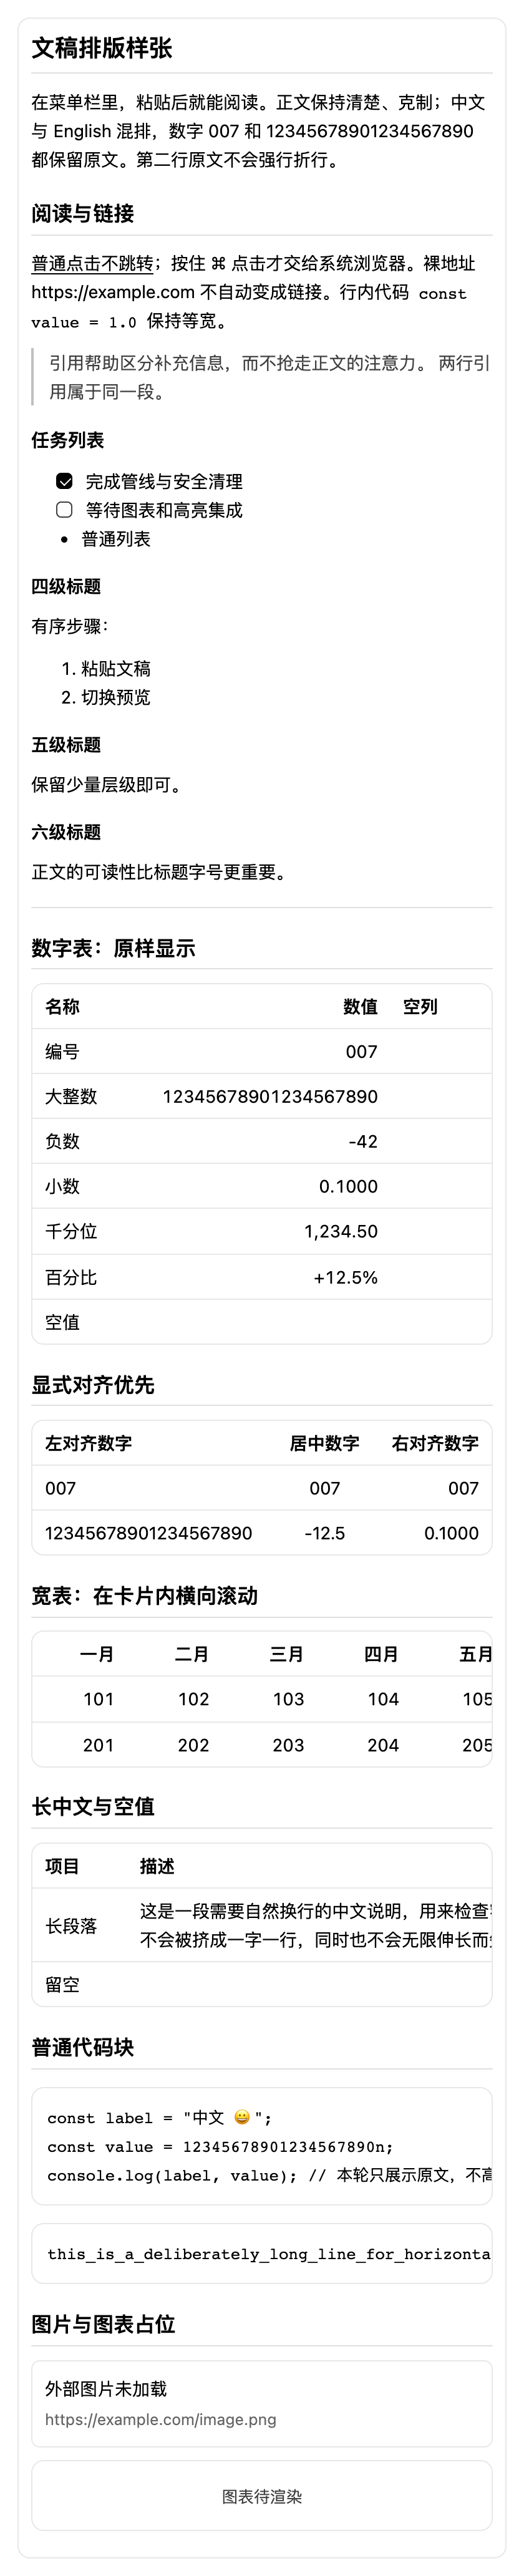 文稿排版样张
在菜单栏里，粘贴后就能阅读。正文保持清楚、克制；中文
与 English 混排，数字 007 和 12345678901234567890
都保留原文。第二行原文不会强行折行。
阅读与链接
普通点击不跳转；按住 ⌘ 点击才交给系统浏览器。裸地址
https://example.com 不自动变成链接。行内代码 const
value = 1.0 保持等宽。
引用帮助区分补充信息，而不抢走正文的注意力。 两行引
用属于同一段。
任务列表
完成管线与安全清理
等待图表和高亮集成
• 普通列表
四级标题
有序步骤：
1. 粘贴文稿
2. 切换预览
五级标题
保留少量层级即可。
六级标题
正文的可读性比标题字号更重要。
数字表：原样显示
名称 数值 空列
编号 007
大整数 12345678901234567890
负数 -42
小数 0.1000
千分位 1,234.50
百分比 +12.5%
空值
显式对齐优先
左对齐数字 居中数字 右对齐数字
007 007 007
12345678901234567890 -12.5 0.1000
宽表：在卡片内横向滚动
一月 二月 三月 四月 五月
101 102 103 104 105
201 202 203 204 205
长中文与空值
项目 描述
长段落
这是一段需要自然换行的中文说明，用来检查
不会被挤成一字一行，同时也不会无限伸长而
留空
普通代码块
const label = "中文 😀";
const value = 12345678901234567890n;
console.log(label, value); // 本轮只展示原文，不高
this_is_a_deliberately_long_line_for_horizonta
图片与图表占位
外部图片未加载
https://example.com/image.png
图表待渲染